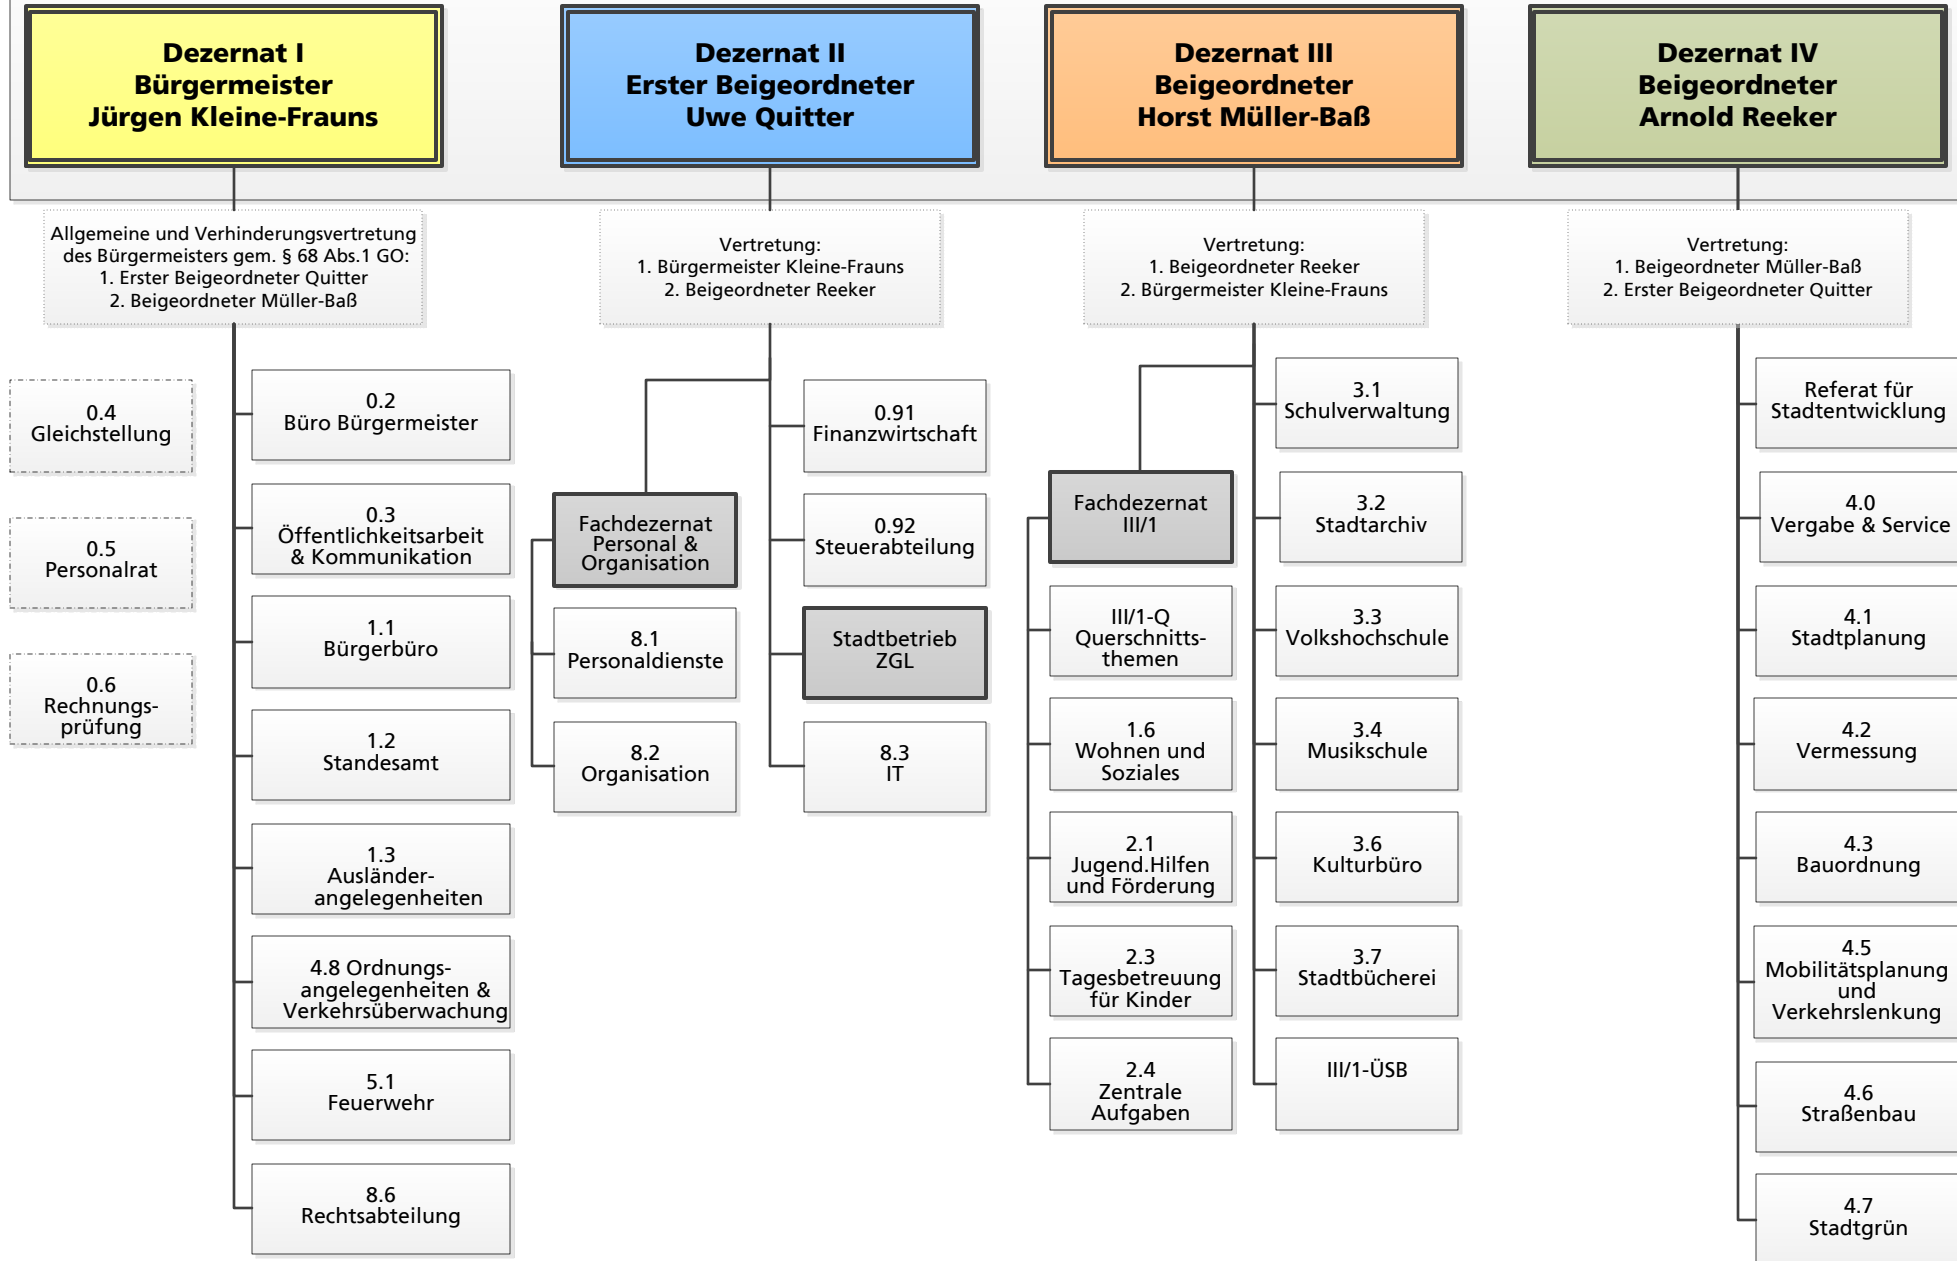 Dezernat I
Bürgermeister
Jürgen Kleine-Frauns
Allgemeine und Verhinderungsvertretung
des Bürgermeisters gem. § 68 Abs.1 GO:
1. Erster Beigeordneter Quitter
2. Beigeordneter Müller-Baß
0.4
Gleichstellung
0.5
Personalrat
0.6
Rechnungs-
prüfung
0.2
Büro Bürgermeister
0.3
Öffentlichkeitsarbeit
& Kommunikation
1.1
Bürgerbüro
1.2
Standesamt
1.3
Ausländer-
angelegenheiten
4.8 Ordnungs-
angelegenheiten &
Verkehrsüberwachung
5.1
Feuerwehr
8.6
Rechtsabteilung
Dezernat II
Erster Beigeordneter
Uwe Quitter
Vertretung:
1. Bürgermeister Kleine-Frauns
2. Beigeordneter Reeker
Fachdezernat
Personal &
Organisation
8.1
Personaldienste
8.2
Organisation
0.91
Finanzwirtschaft
0.92
Steuerabteilung
Stadtbetrieb
ZGL
8.3
IT
Dezernat III
Beigeordneter
Horst Müller-Baß
Vertretung:
1. Beigeordneter Reeker
2. Bürgermeister Kleine-Frauns
Fachdezernat
III/1
III/1-Q
Querschnitts-
themen
1.6
Wohnen und
Soziales
2.1
Jugend.Hilfen
und Förderung
2.3
Tagesbetreuung
für Kinder
2.4
Zentrale
Aufgaben
3.1
Schulverwaltung
3.2
Stadtarchiv
3.3
Volkshochschule
3.4
Musikschule
3.6
Kulturbüro
3.7
Stadtbücherei
III/1-ÜSB
Dezernat IV
Beigeordneter
Arnold Reeker
Vertretung:
1. Beigeordneter Müller-Baß
2. Erster Beigeordneter Quitter
Referat für
Stadtentwicklung
4.0
Vergabe & Service
4.1
Stadtplanung
4.2
Vermessung
4.3
Bauordnung
4.5
Mobilitätsplanung
und
Verkehrslenkung
4.6
Straßenbau
4.7
Stadtgrün